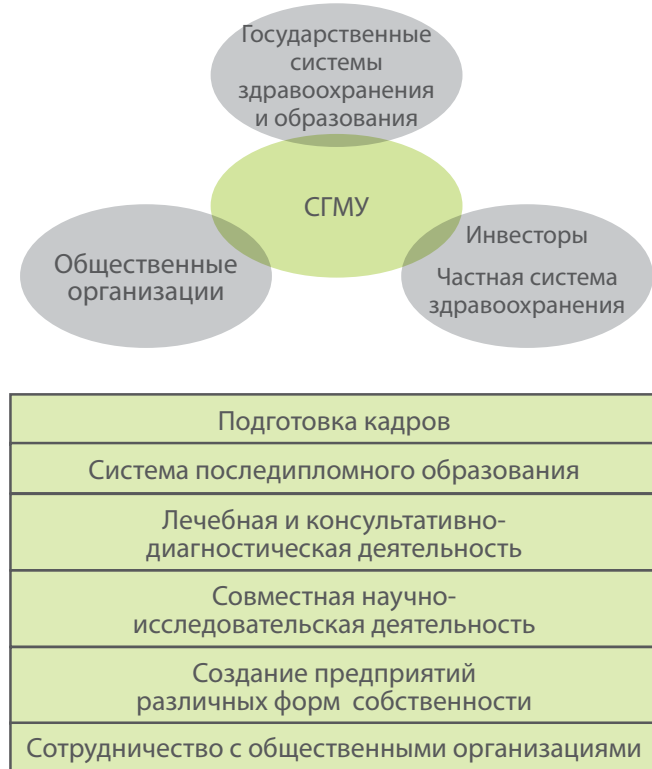 Государственные
системы
здравоохранения
и образования
СГМУ
Общественные
организации
Инвесторы
Частная система
здравоохранения
Подготовка кадров
Система последипломного образования
Лечебная и консультативно-
диагностическая деятельность
Совместная научно-
исследовательская деятельность
Создание предприятий
различных форм собственности
Сотрудничество с общественными организациями